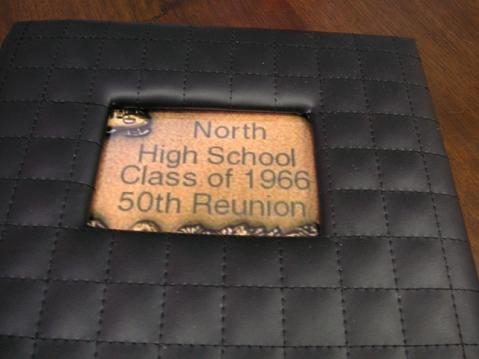 North
High School
Class of 1966
50th Reunion